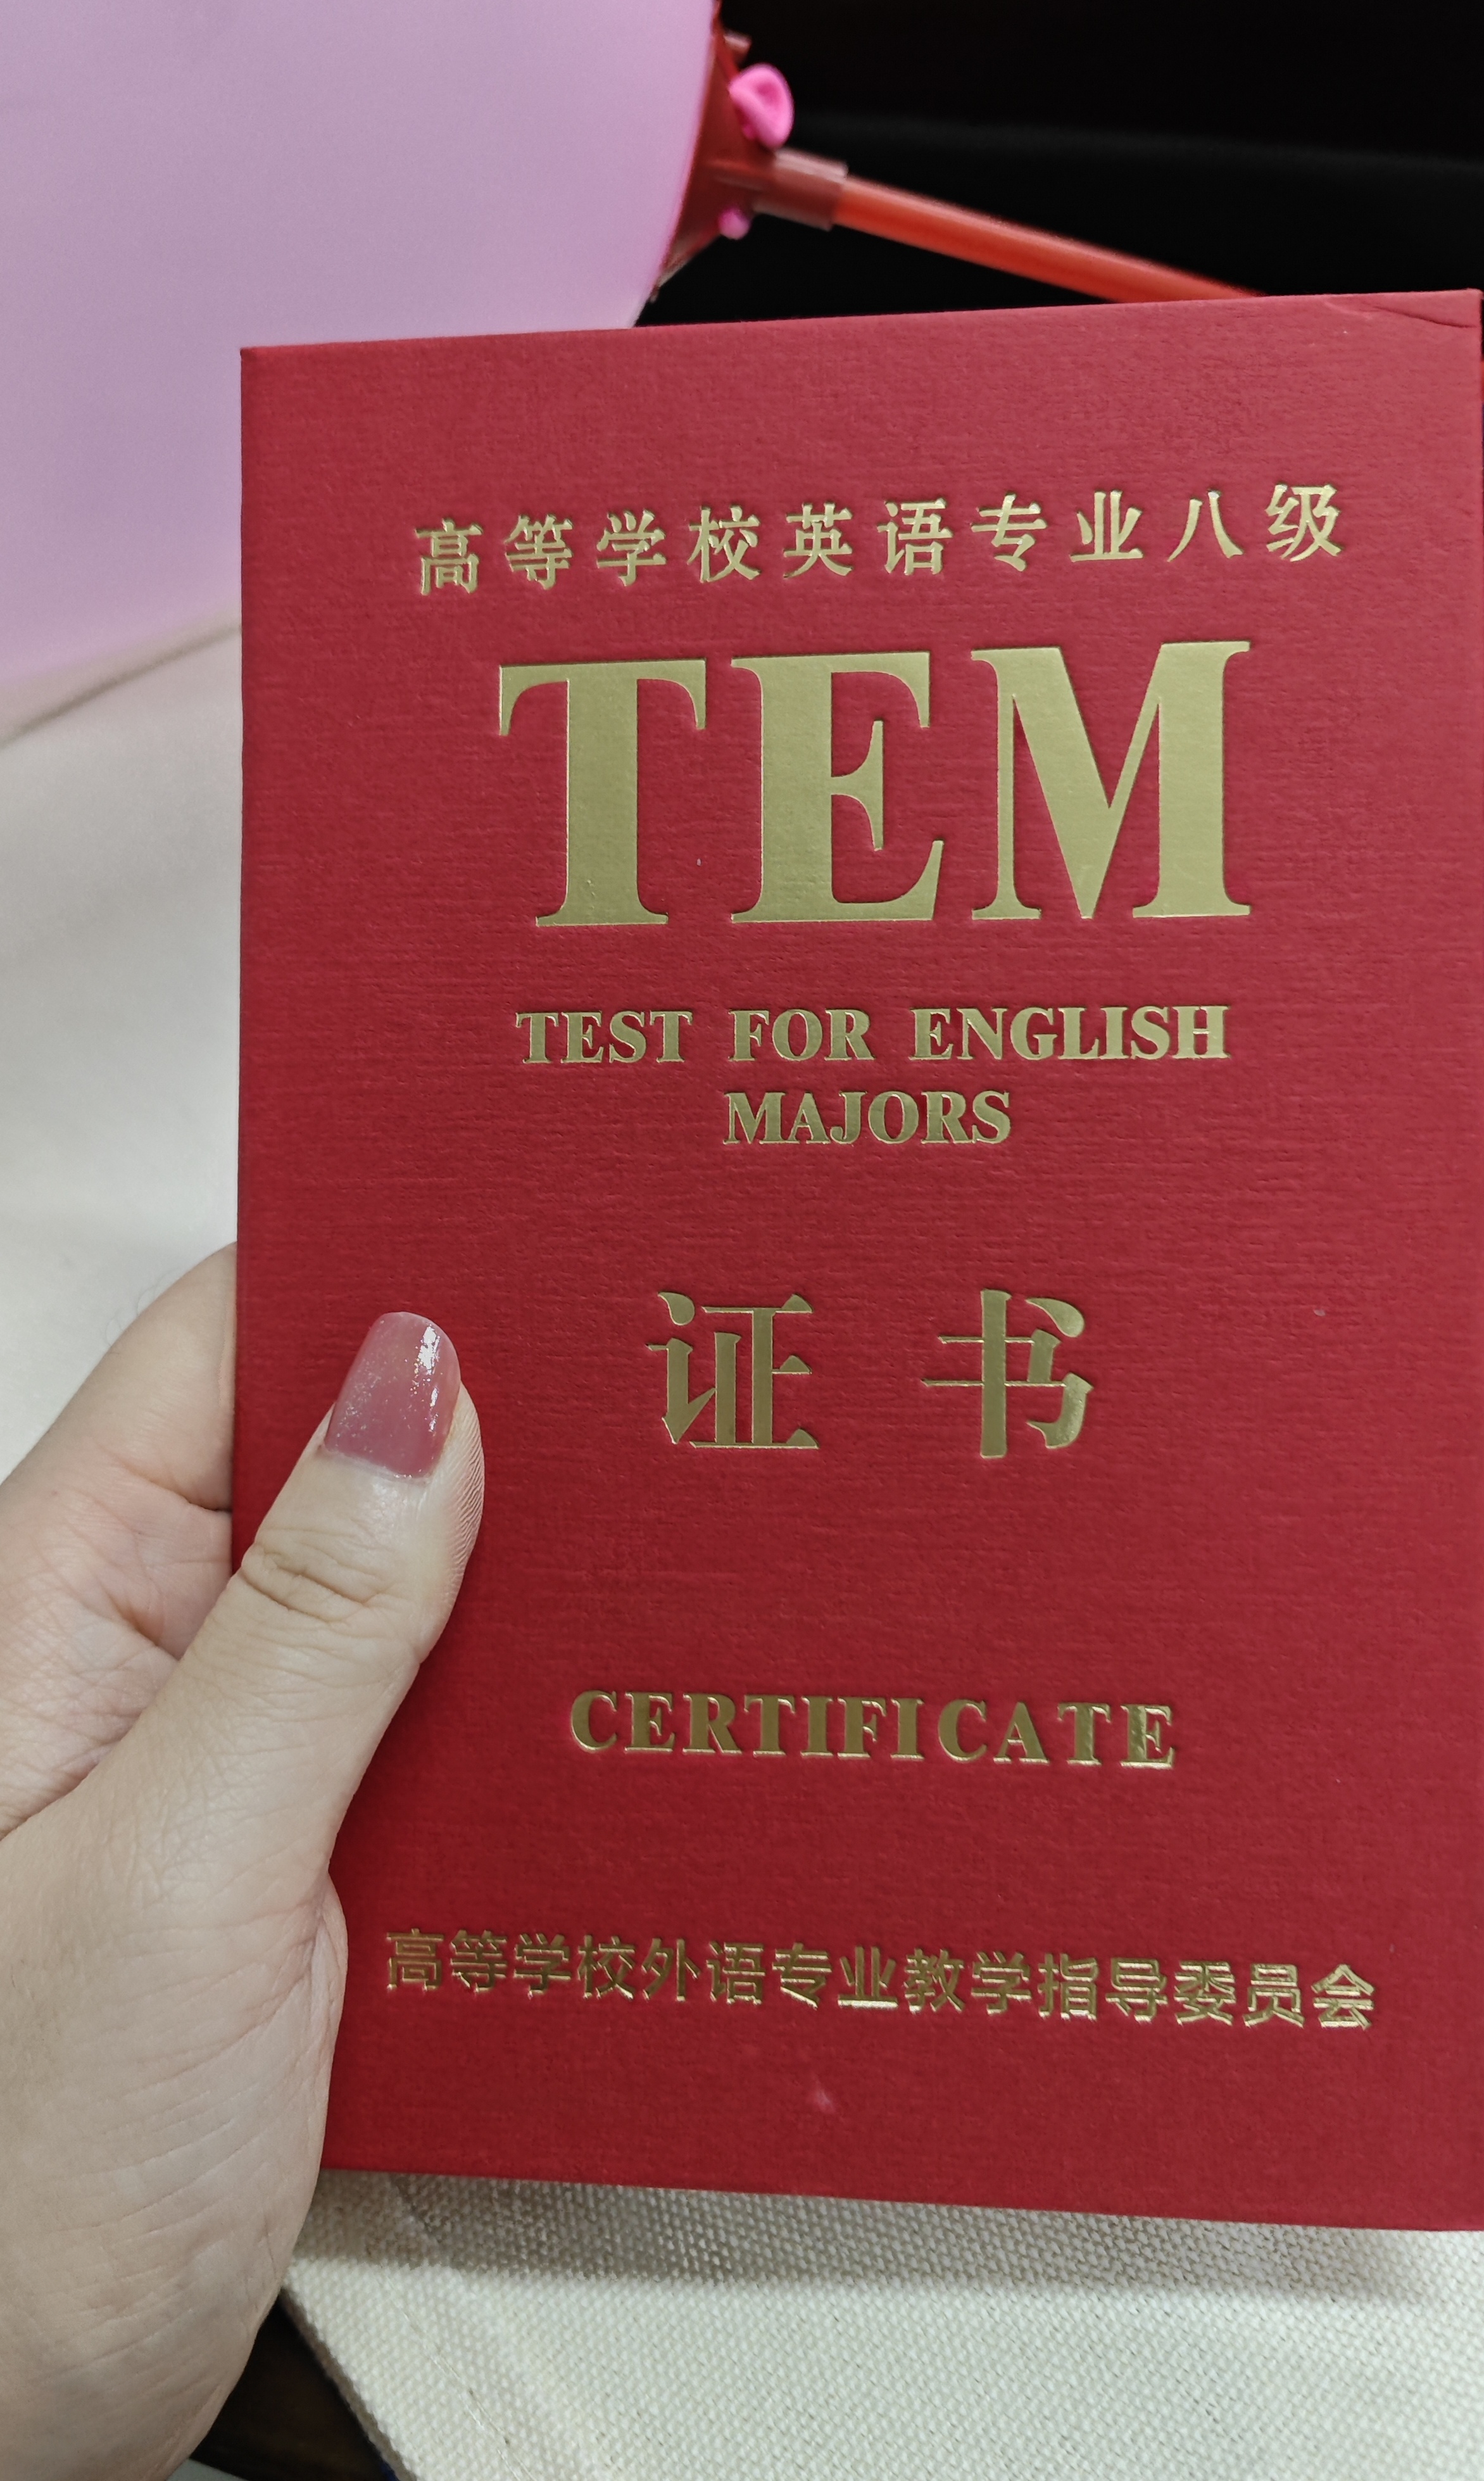 高等学校英语专业八级
TEM
TEST FOR ENGLISH
MAJORS
证书
CERTIFICATE
高等学校外语专业教学指导委员会